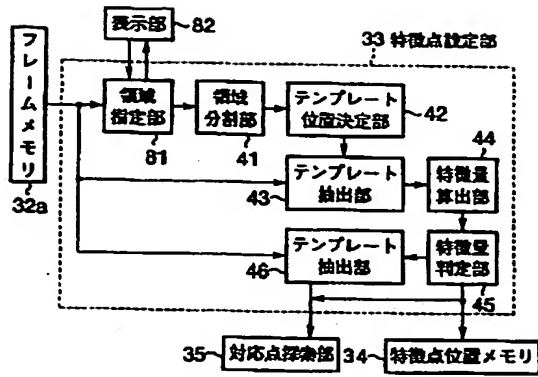 フレームメモリ
32a
表示部
82
33 特徴点設定部
領域
指定部
81
領域
分割部
41
テンプレート
位置決定部
42
テンプレート
抽出部
43
特徴量
算出部
44
テンプレート
抽出部
46
特徴量
判定部
45
35 対応点探索部
34 特徴点位置メモリ